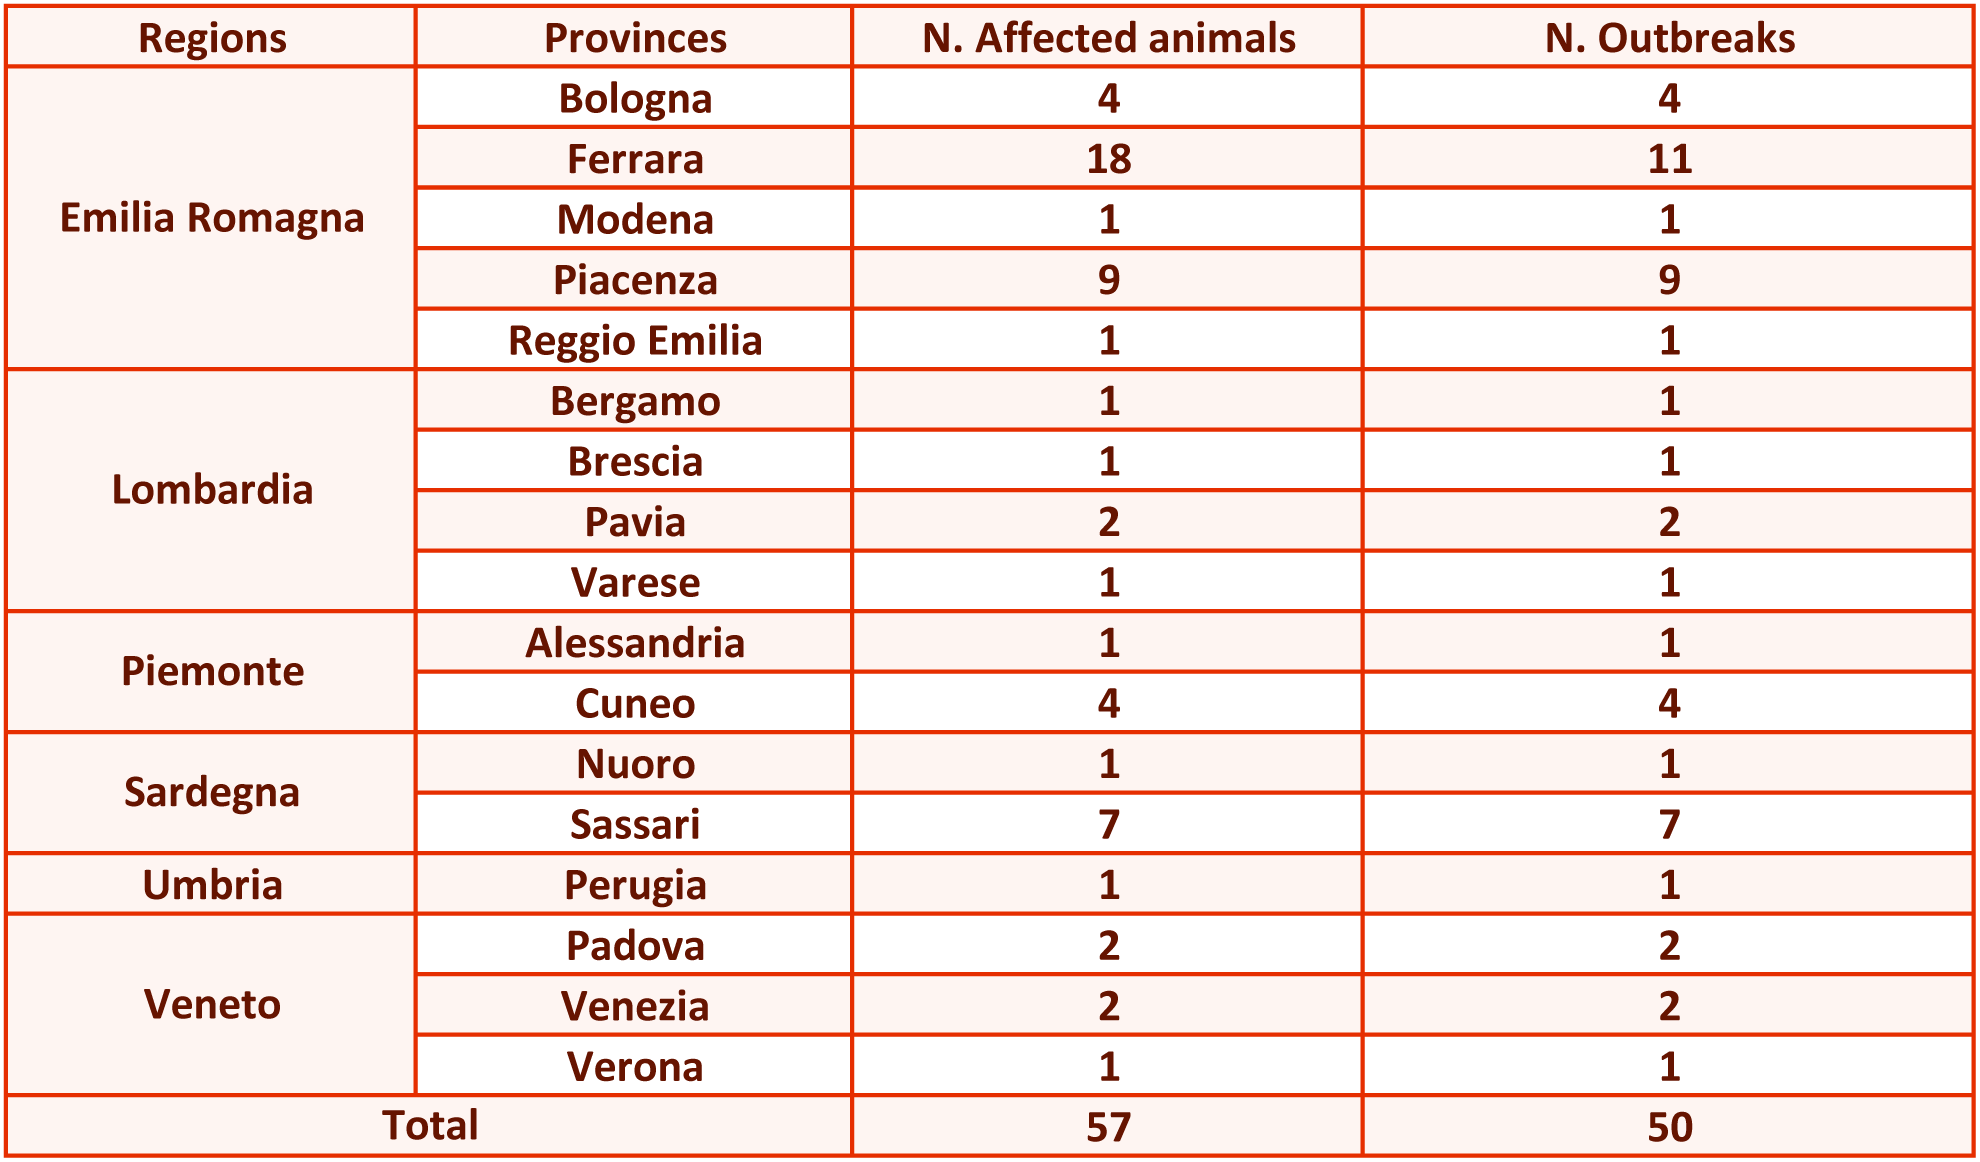 Regions Provinces N. Affected animals N. Outbreaks
Emilia Romagna Bologna 4 4
Ferrara 18 11
Modena 1 1
Piacenza 9 9
Reggio Emilia 1 1
Lombardia Bergamo 1 1
Brescia 1 1
Pavia 2 2
Varese 1 1
Piemonte Alessandria 1 1
Cuneo 4 4
Sardegna Nuoro 1 1
Sassari 7 7
Umbria Perugia 1 1
Veneto Padova 2 2
Venezia 2 2
Verona 1 1
Total 57 50